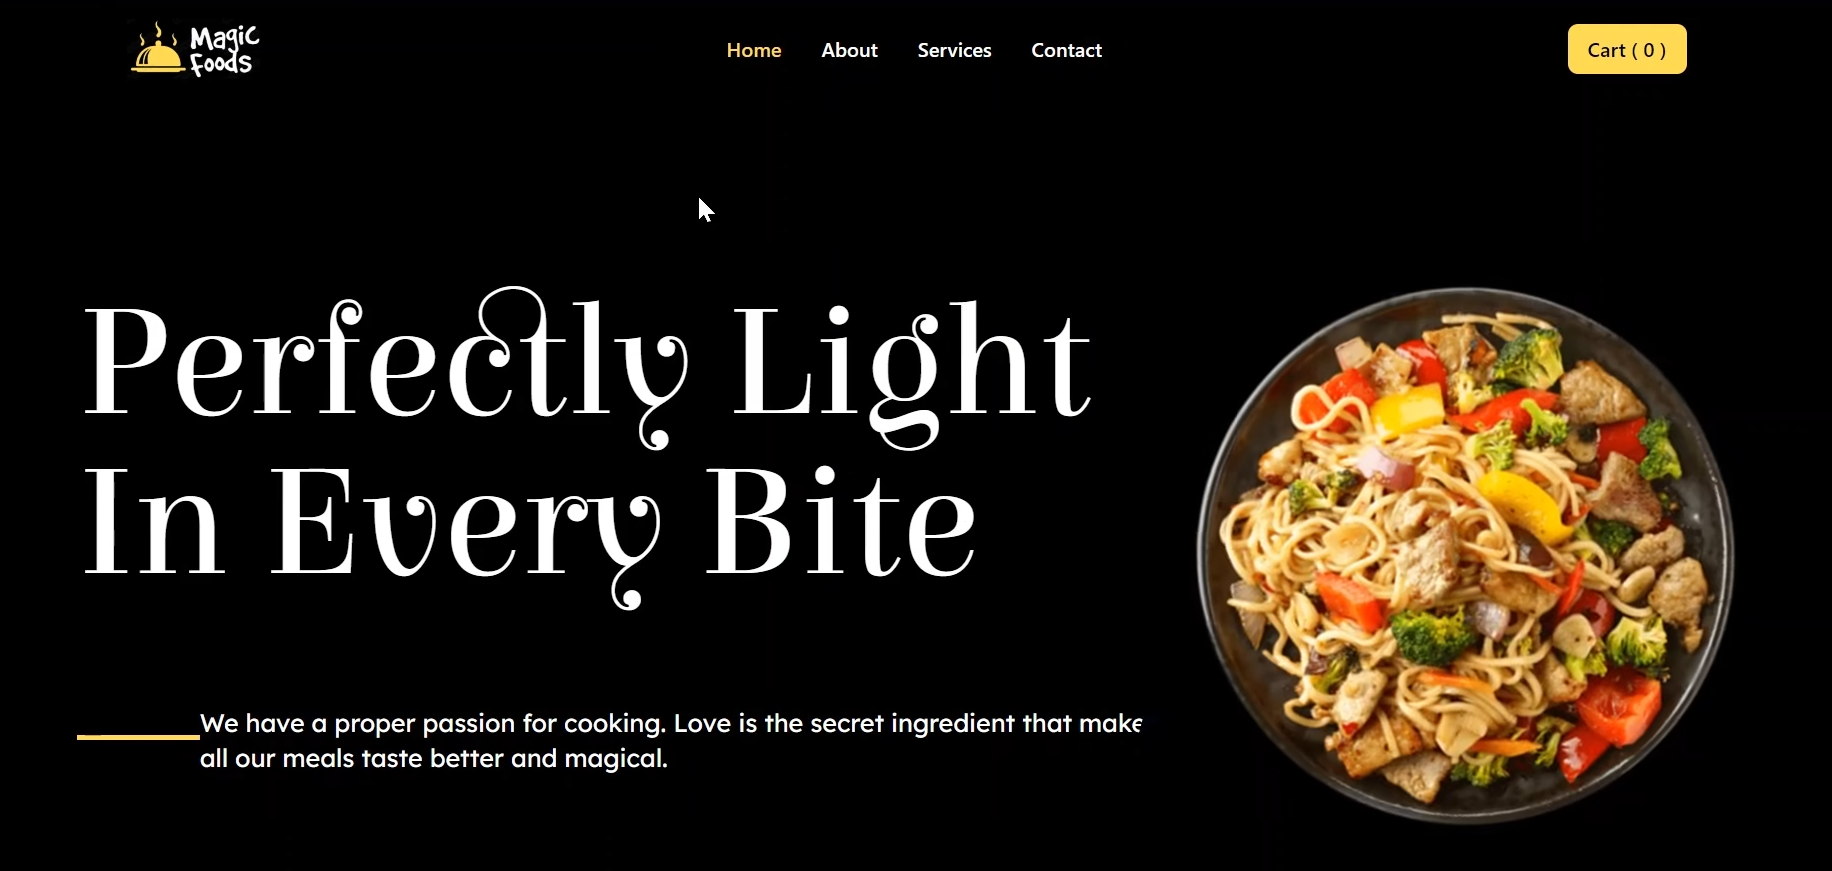 Magic
Foods
Home About Services Contact
Cart ( 0 )
Perfectly Light
In Every Bite
We have a proper passion for cooking. Love is the secret ingredient that make
all our meals taste better and magical.